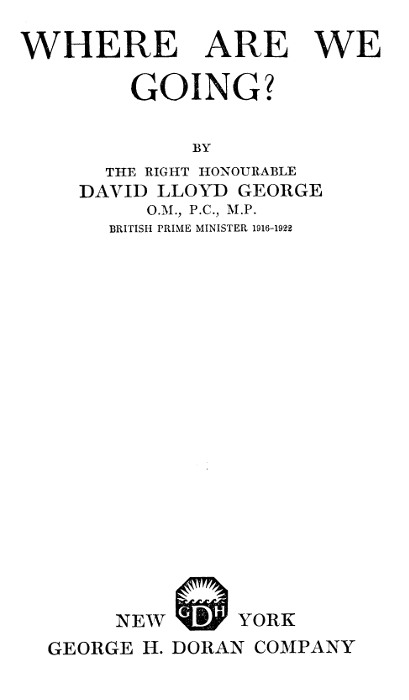 WHERE ARE WE
GOING?
BY
THE RIGHT HONOURABLE
DAVID LLOYD GEORGE
O.M., P.C., M.P.
BRITISH PRIME MINISTER 1916-1922
GDH
NEW YORK
GEORGE H. DORAN COMPANY